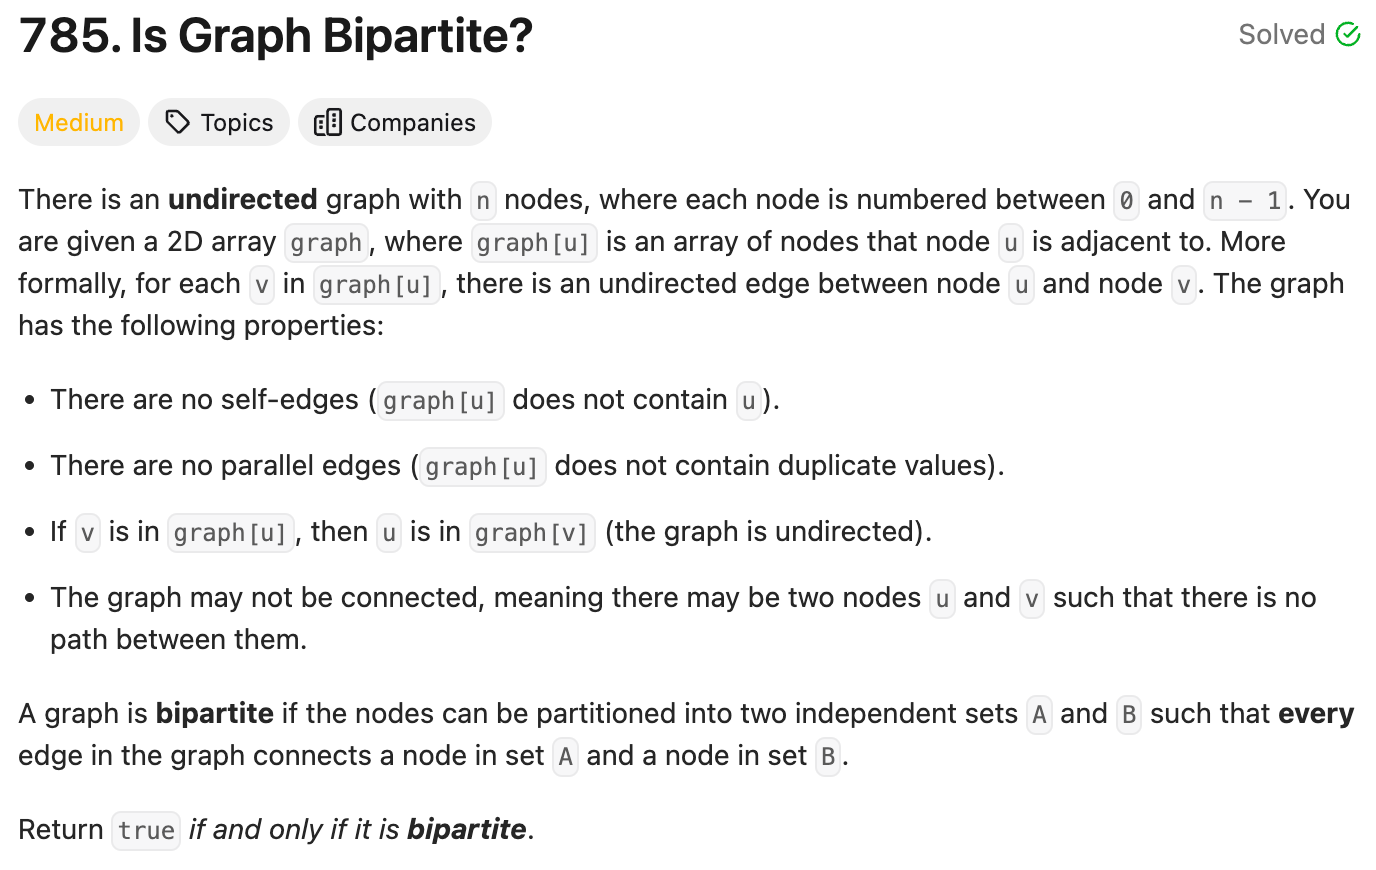 785. Is Graph Bipartite?
Solved
Medium
Topics
Companies
There is an undirected graph with n nodes, where each node is numbered between 0 and n - 1. You
are given a 2D array graph, where graph[u] is an array of nodes that node u is adjacent to. More
formally, for each v in graph[u], there is an undirected edge between node u and node v. The graph
has the following properties:
• There are no self-edges (graph[u] does not contain u).
• There are no parallel edges (graph[u] does not contain duplicate values).
• If v is in graph[u], then u is in graph[v] (the graph is undirected).
• The graph may not be connected, meaning there may be two nodes u and v such that there is no
path between them.
A graph is bipartite if the nodes can be partitioned into two independent sets A and B such that every
edge in the graph connects a node in set A and a node in set B.
Return true if and only if it is bipartite.